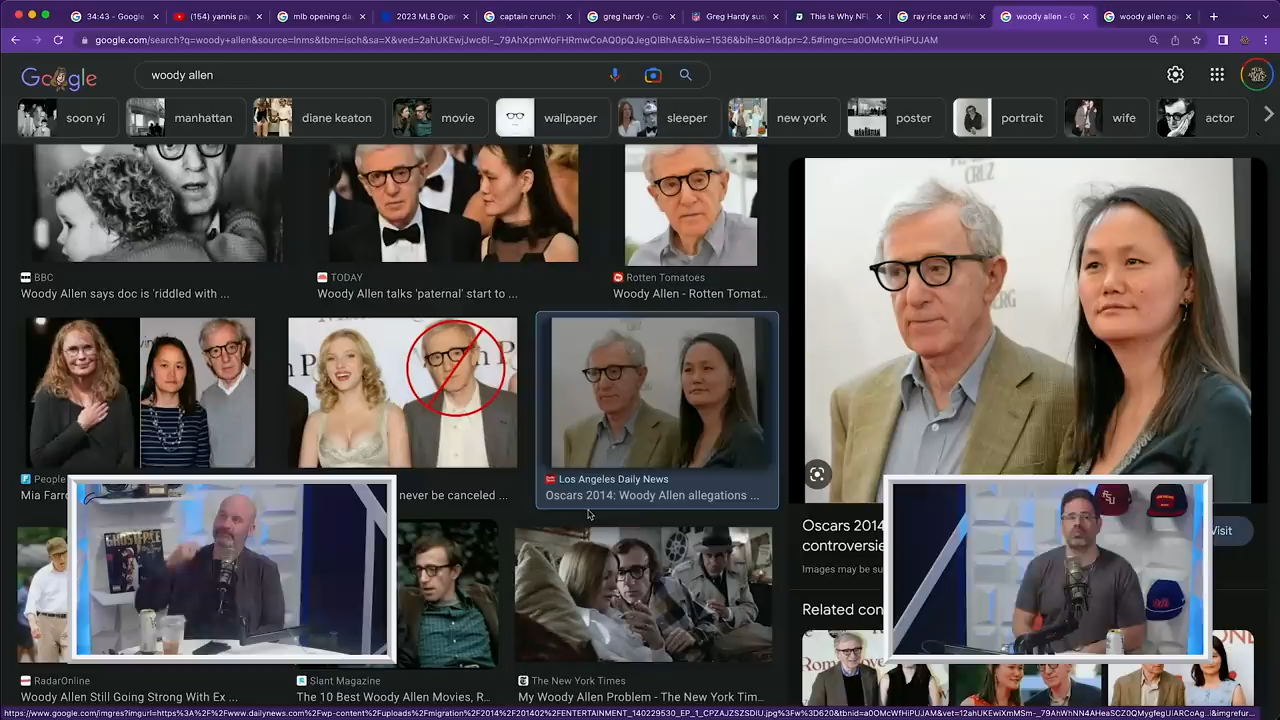 34:43 - Google
(154) yannis pa
mlb opening da
2023 MLB Ope
captain crunch
greg hardy - Go
Greg Hardy sus
This Is Why NFL
ray rice and wif
woody allen - G
woody allen ag
google.com/search?q=woody+allen&source=lnms&tbm=isch&sa=X&ved=2ahUKEwjJwc6l-_79AhXpmWoFHRmwCoAQ0pQJegQIBhAE&biw=1536&bih=801&dpr=2.5#imgrc=a0OMcWfHiPUJAM
Google
woody allen
soon yi
manhattan
diane keaton
movie
wallpaper
sleeper
new york
poster
portrait
wife
actor
CRUZ
BBC
Woody Allen says doc is 'riddled with ...
TODAY
Woody Allen talks 'paternal' start to ...
Rotten Tomatoes
Woody Allen - Rotten Tomat...
People
Mia Farr
never be canceled ...
Los Angeles Daily News
Oscars 2014: Woody Allen allegations ...
Oscars 2014
controversie
Visit
Images may be su
Related con
GHOSTFACE
FSU
RadarOnline
Woody Allen Still Going Strong With Ex ...
Slant Magazine
The 10 Best Woody Allen Movies, R...
The New York Times
My Woody Allen Problem - The New York Tim...